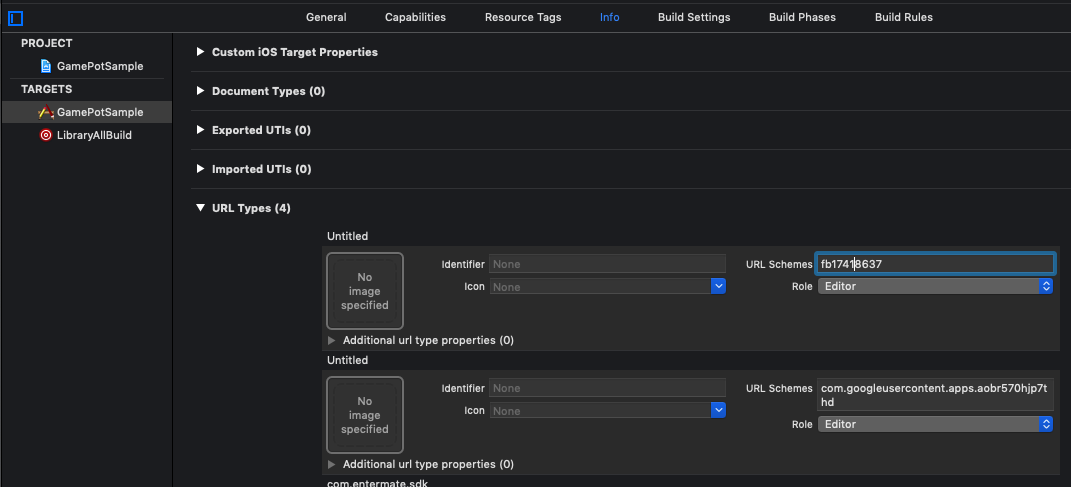 General Capabilities Resource Tags Info Build Settings Build Phases Build Rules
PROJECT
GamePotSample
TARGETS
GamePotSample
LibraryAllBuild
Custom iOS Target Properties
Document Types (0)
Exported UTIs (0)
Imported UTIs (0)
URL Types (4)
Untitled
No
image
specified
Identifier None
Icon None
URL Schemes fb17418637
Role Editor
Additional url type properties (0)
Untitled
No
image
specified
Identifier None
Icon None
URL Schemes com.googleusercontent.apps.aobr570hjp7t
hd
Role Editor
Additional url type properties (0)
com.entermate.sdk